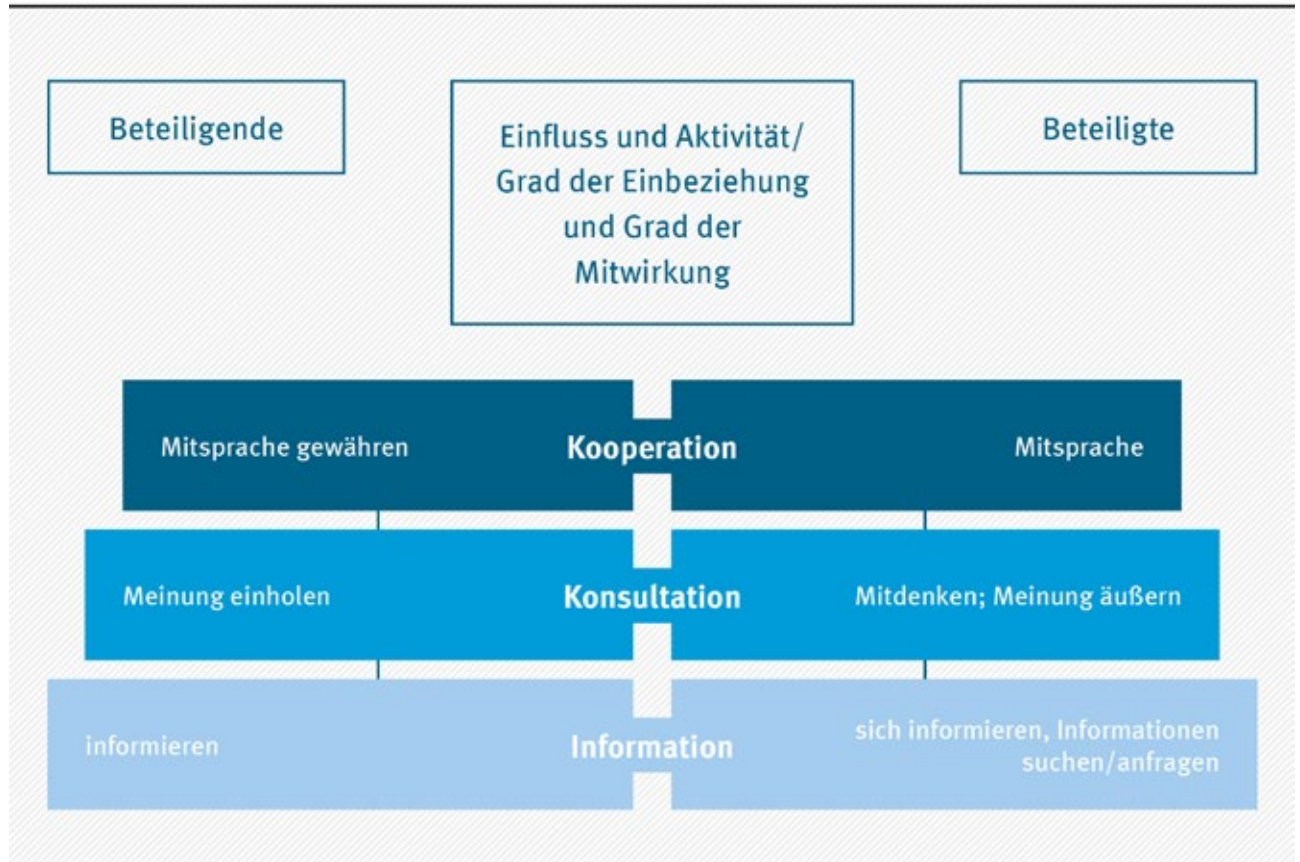 Beteiligende
Einfluss und Aktivität/
Grad der Einbeziehung
und Grad der
Mitwirkung
Beteiligte
Mitsprache gewähren
Kooperation
Mitsprache
Meinung einholen
Konsultation
Mitdenken; Meinung äußern
informieren
Information
sich informieren, Informationen
suchen/anfragen